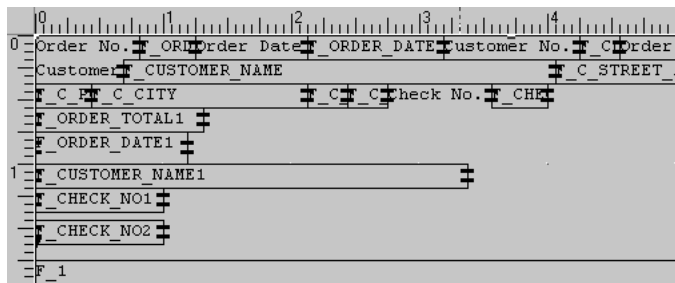 0 1 2 3 4
0 Order No. F_ORD Order Date F_ORDER_DATE Customer No. F_C Order
Customer F_CUSTOMER_NAME F_C_STREET_
F_C_P F_C_CITY F_C F_C Check No. F_CHE
F_ORDER_TOTAL1
F_ORDER_DATE1
1 F_CUSTOMER_NAME1
F_CHECK_NO1
F_CHECK_NO2
F_1